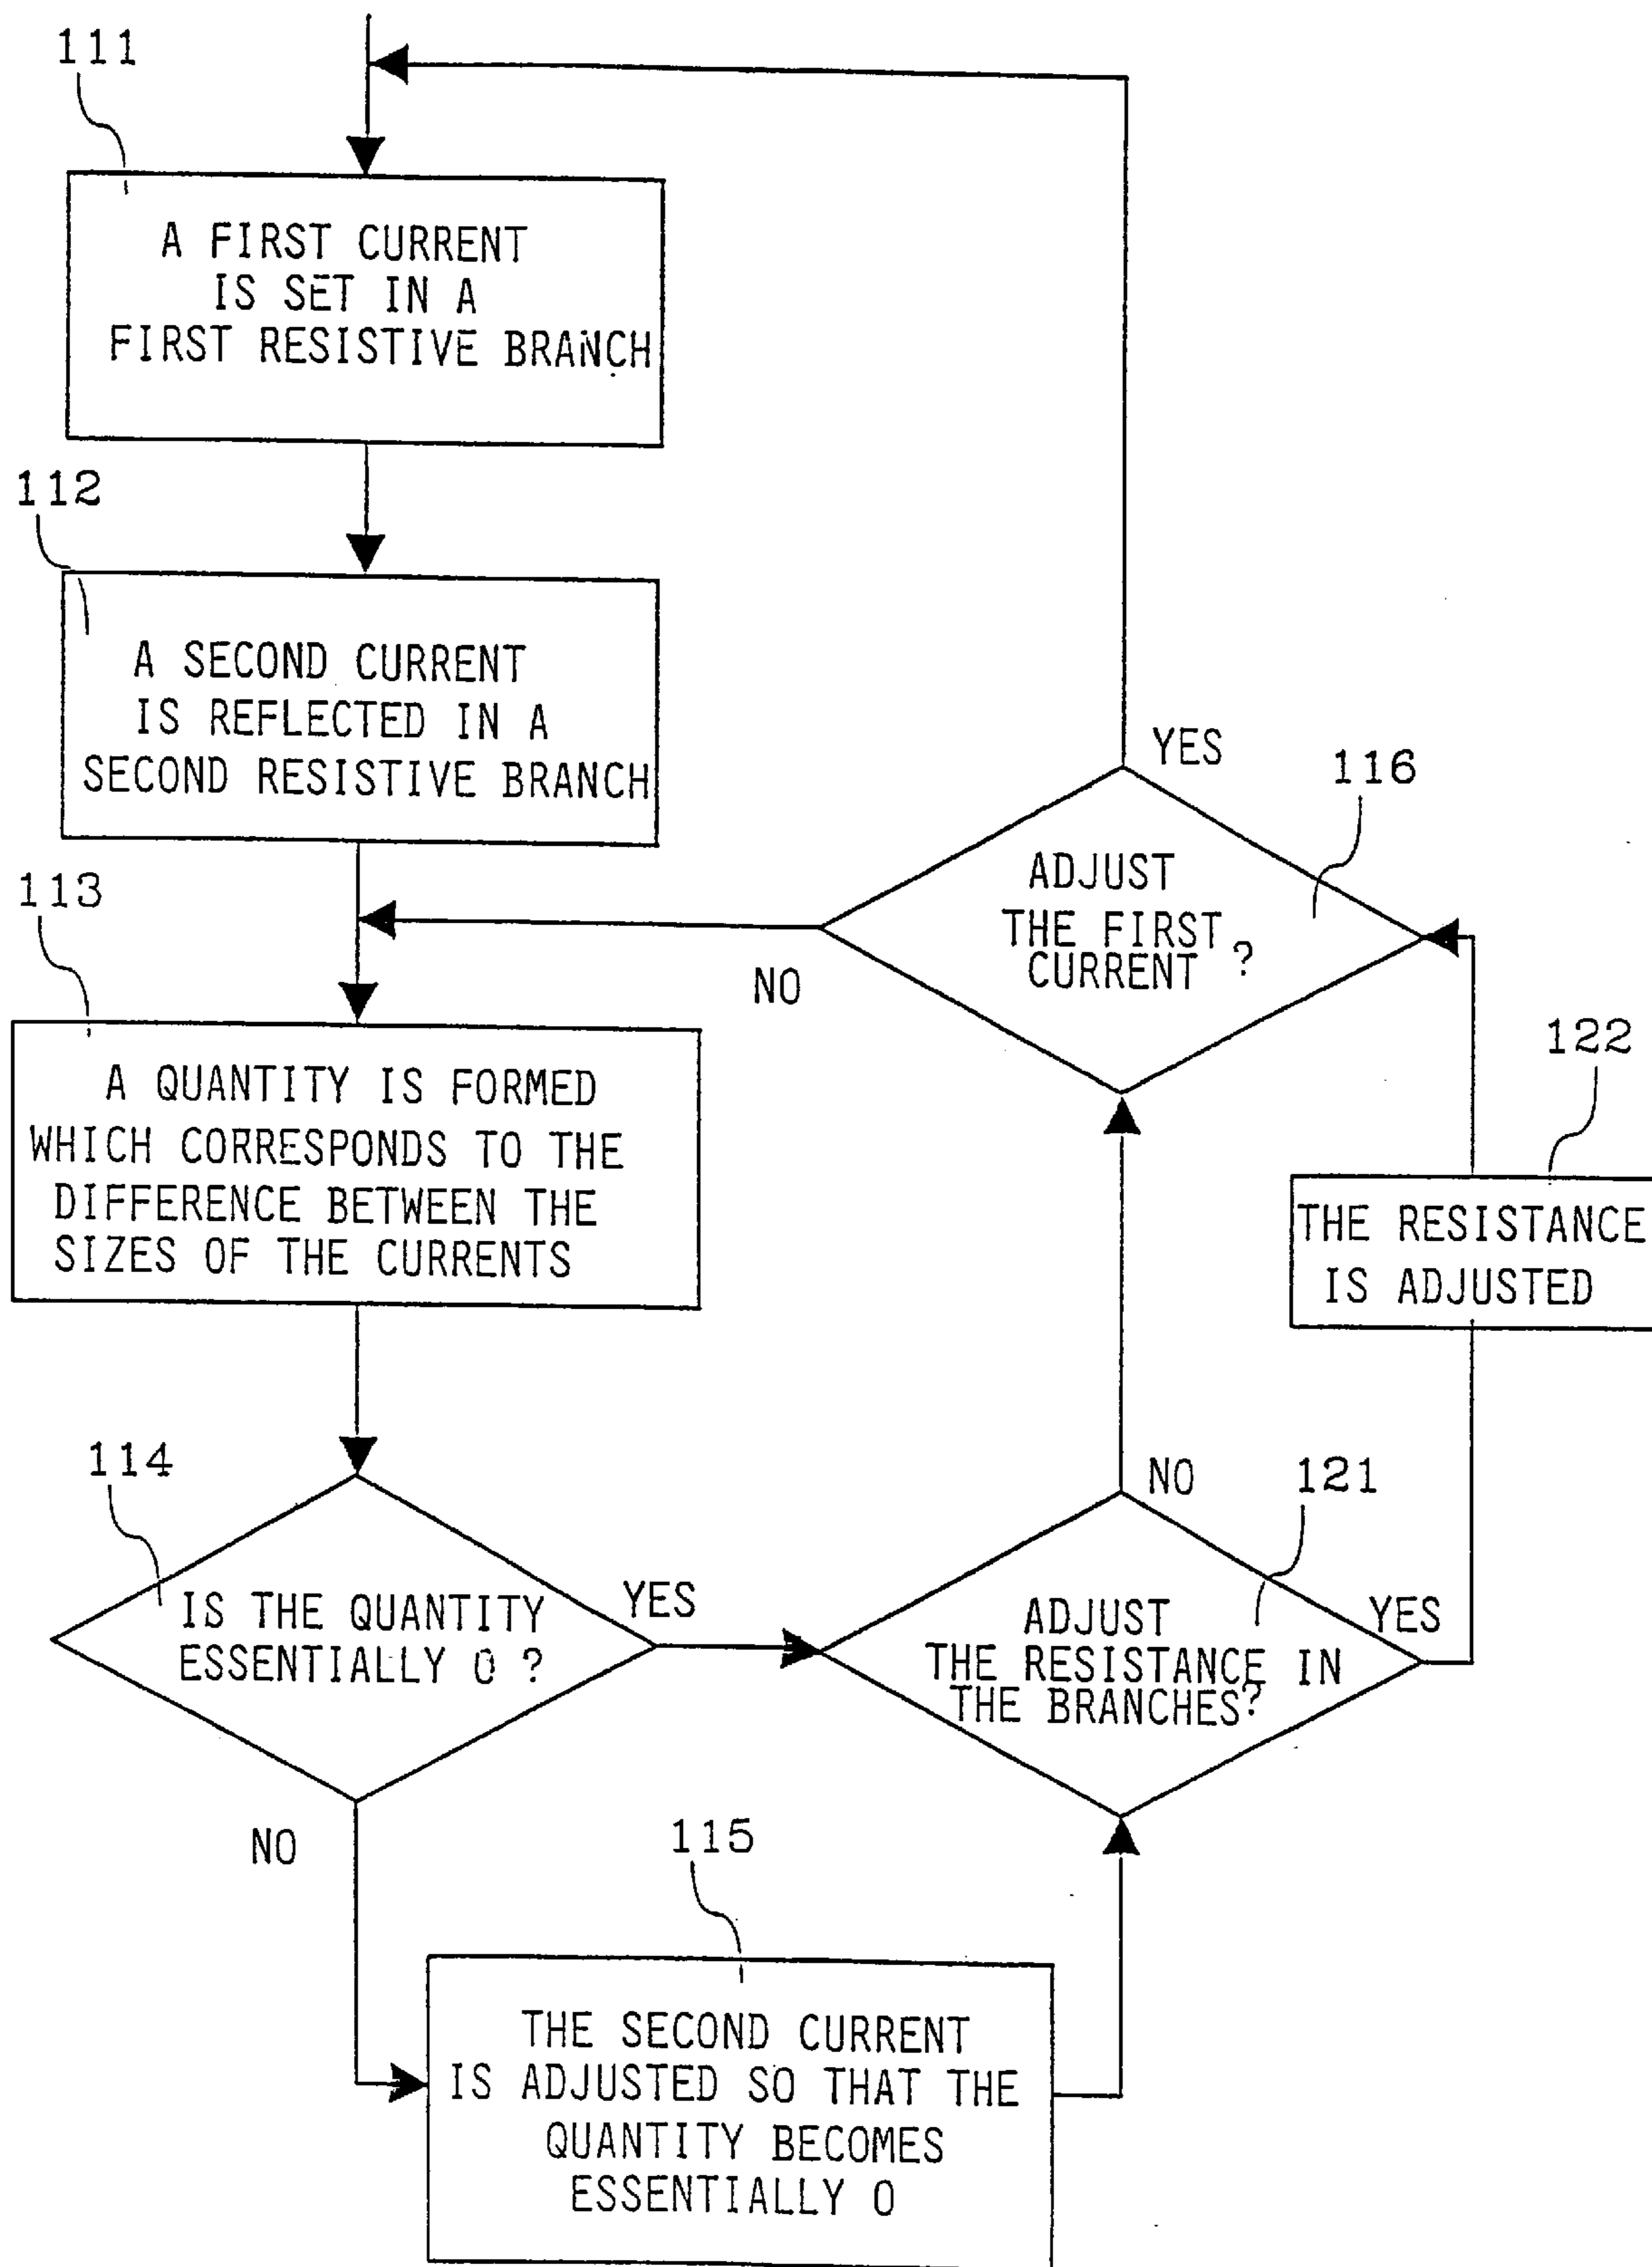 111
A FIRST CURRENT
IS SET IN A
FIRST RESISTIVE BRANCH
112
A SECOND CURRENT
IS REFLECTED IN A
SECOND RESISTIVE BRANCH
YES
116
ADJUST
THE FIRST
CURRENT ?
NO
113
A QUANTITY IS FORMED
WHICH CORRESPONDS TO THE
DIFFERENCE BETWEEN THE
SIZES OF THE CURRENTS
122
THE RESISTANCE
IS ADJUSTED
114
IS THE QUANTITY
ESSENTIALLY 0 ?
YES
NO
NO
121
ADJUST
THE RESISTANCE IN
THE BRANCHES?
YES
115
THE SECOND CURRENT
IS ADJUSTED SO THAT THE
QUANTITY BECOMES
ESSENTIALLY 0